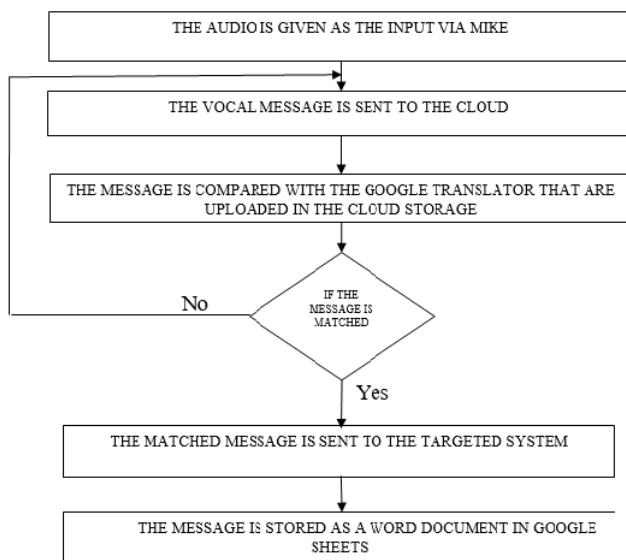 THE AUDIO IS GIVEN AS THE INPUT VIA MIKE
THE VOCAL MESSAGE IS SENT TO THE CLOUD
THE MESSAGE IS COMPARED WITH THE GOOGLE TRANSLATOR THAT ARE
UPLOADED IN THE CLOUD STORAGE
IF THE
MESSAGE IS
MATCHED
No
Yes
THE MATCHED MESSAGE IS SENT TO THE TARGETED SYSTEM
THE MESSAGE IS STORED AS A WORD DOCUMENT IN GOOGLE
SHEETS